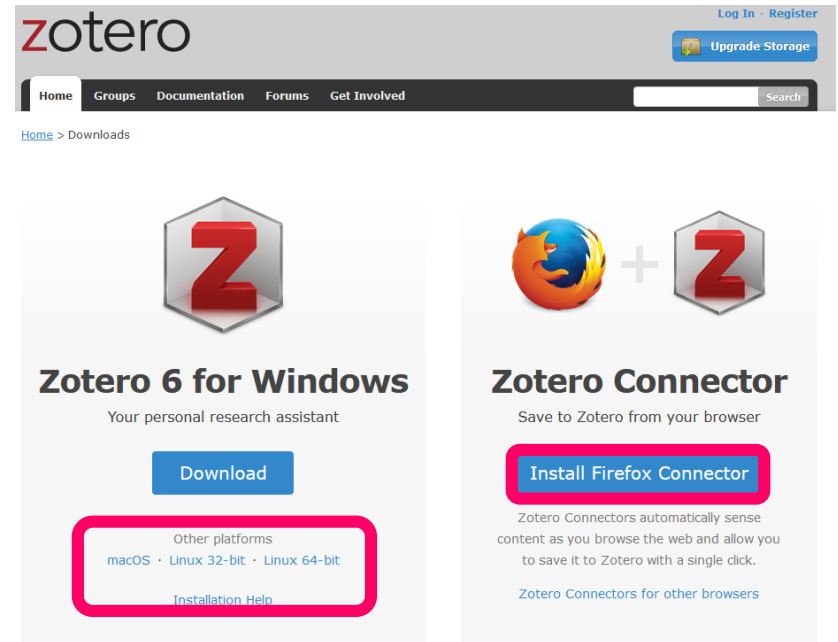 zotero
Log In · Register
Upgrade Storage
Home Groups Documentation Forums Get Involved
Search
Home > Downloads
Zotero 6 for Windows
Your personal research assistant
Download
Other platforms
macOS · Linux 32-bit · Linux 64-bit
Installation Help
Zotero Connector
Save to Zotero from your browser
Install Firefox Connector
Zotero Connectors automatically sense
content as you browse the web and allow you
to save it to Zotero with a single click.
Zotero Connectors for other browsers